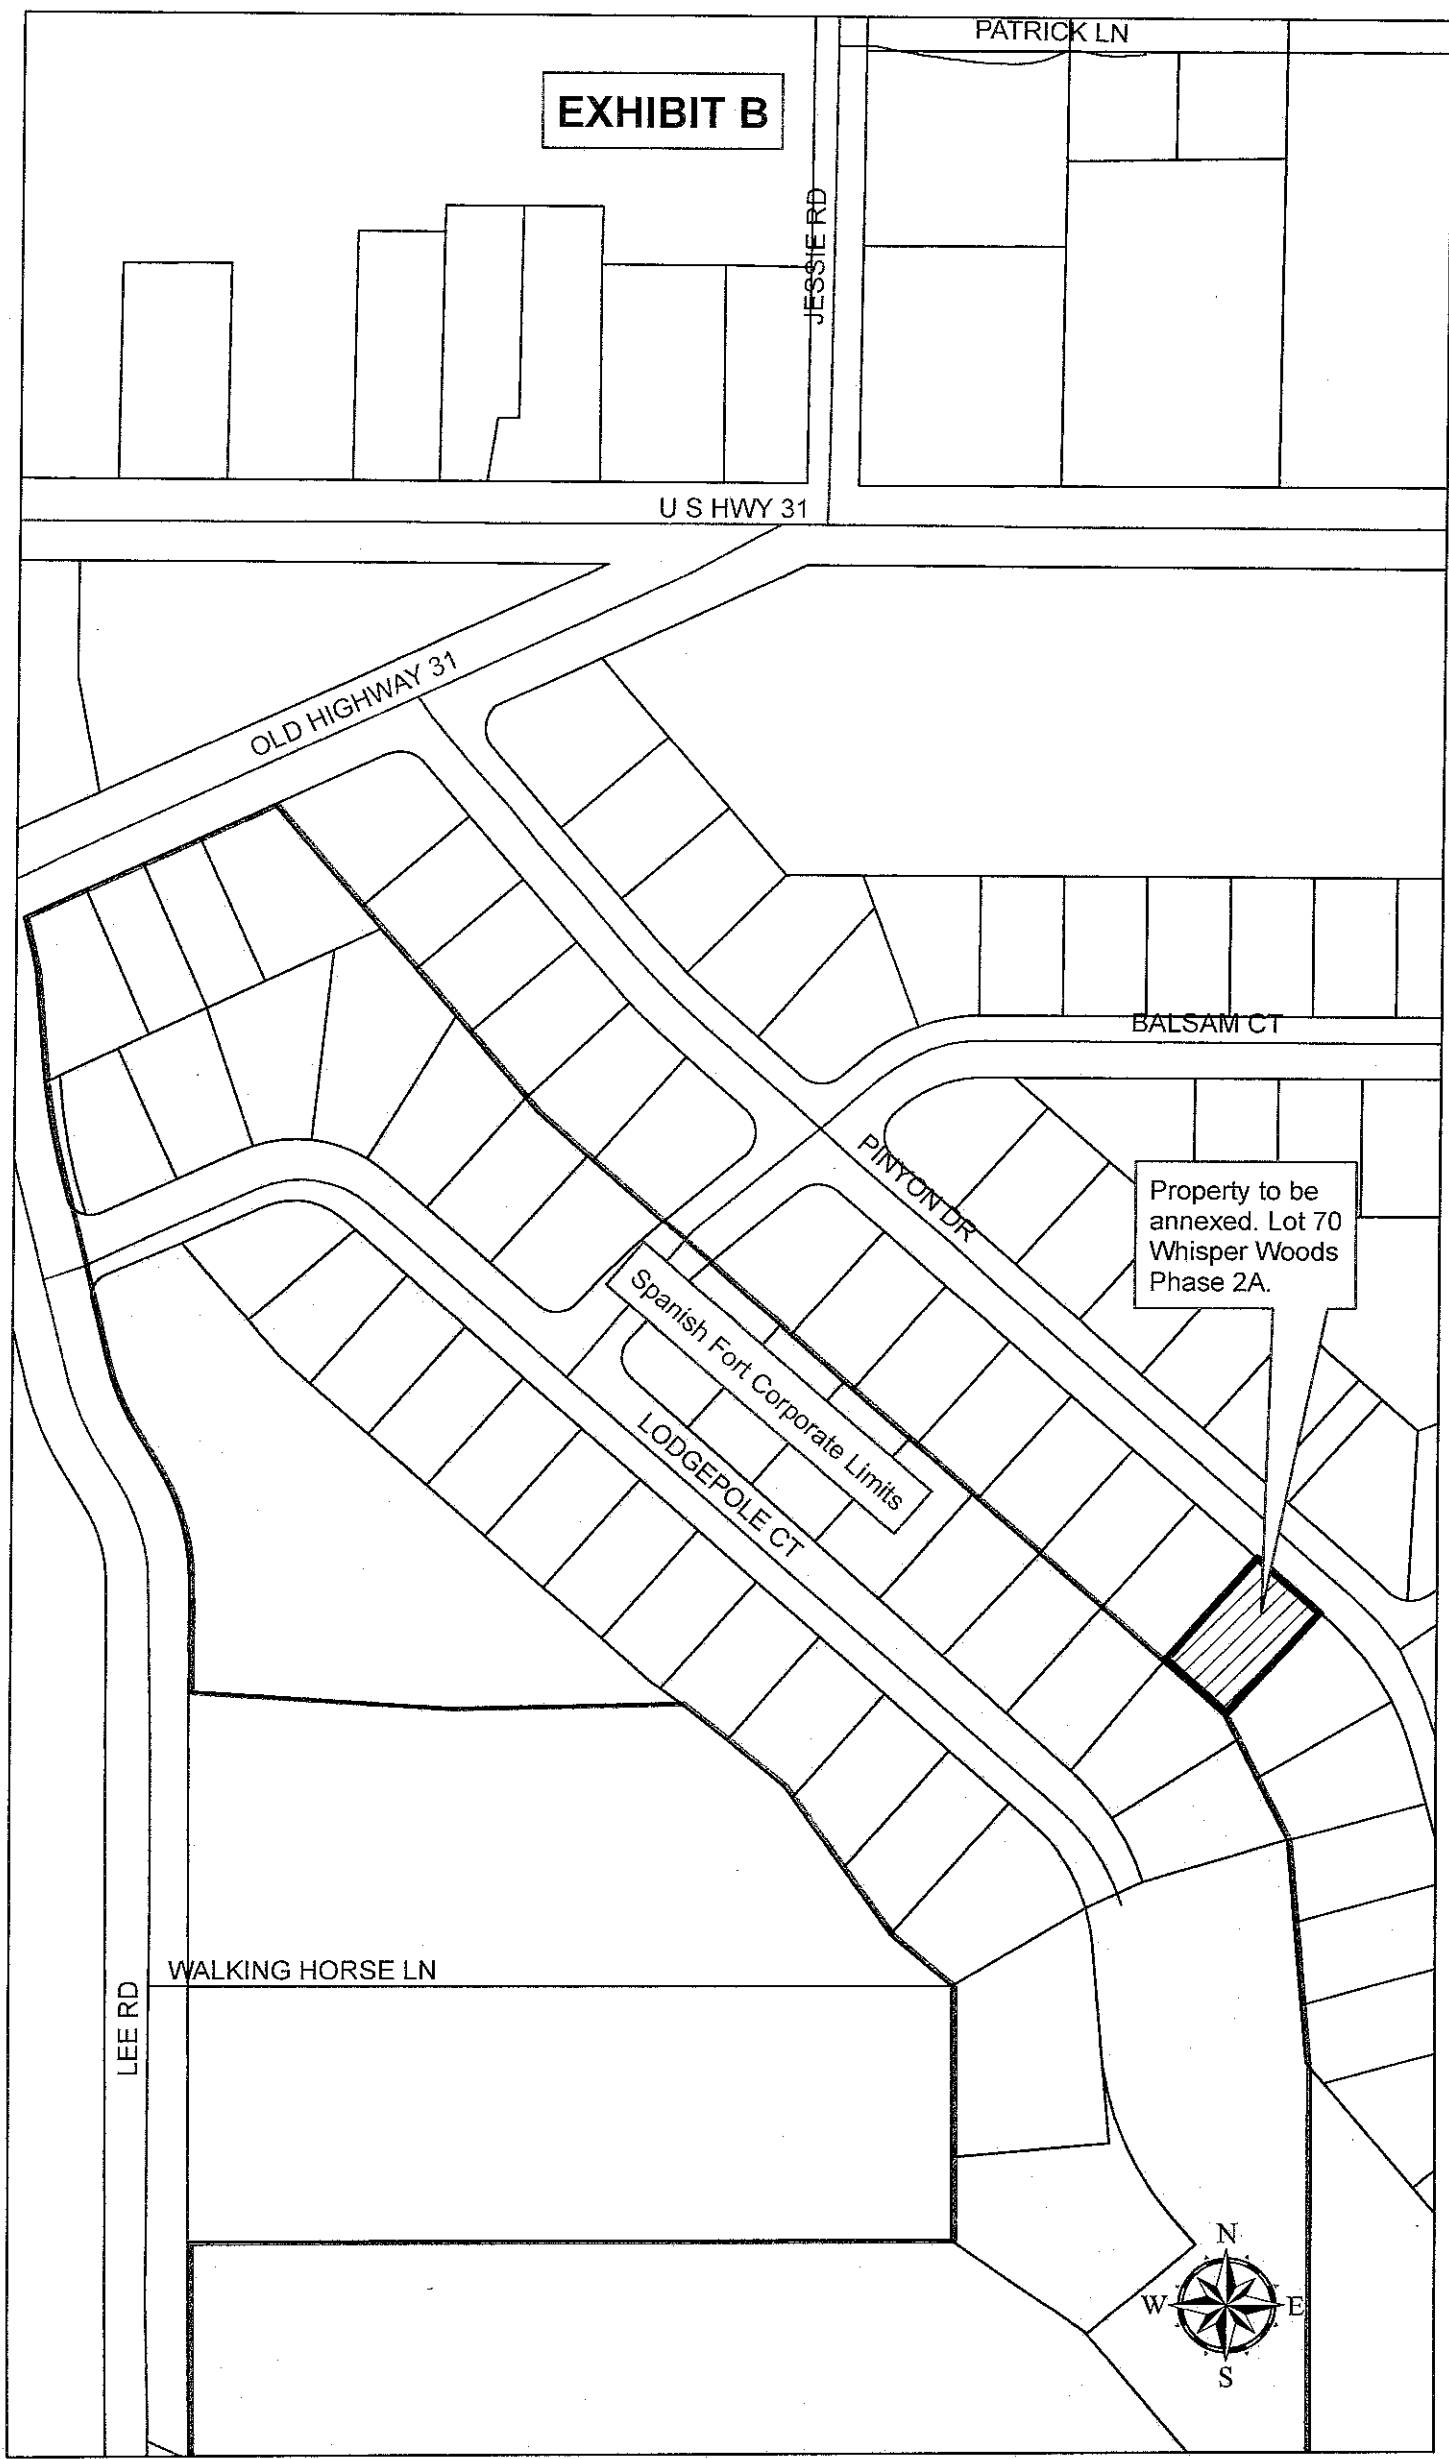 PATRICK LN
EXHIBIT B
JESSIE RD
U S HWY 31
OLD HIGHWAY 31
BALSAM CT
PINYON DR
Property to be
annexed. Lot 70
Whisper Woods
Phase 2A.
Spanish Fort Corporate Limits
LODGEPOLE CT
WALKING HORSE LN
LEE RD
N
W
E
S